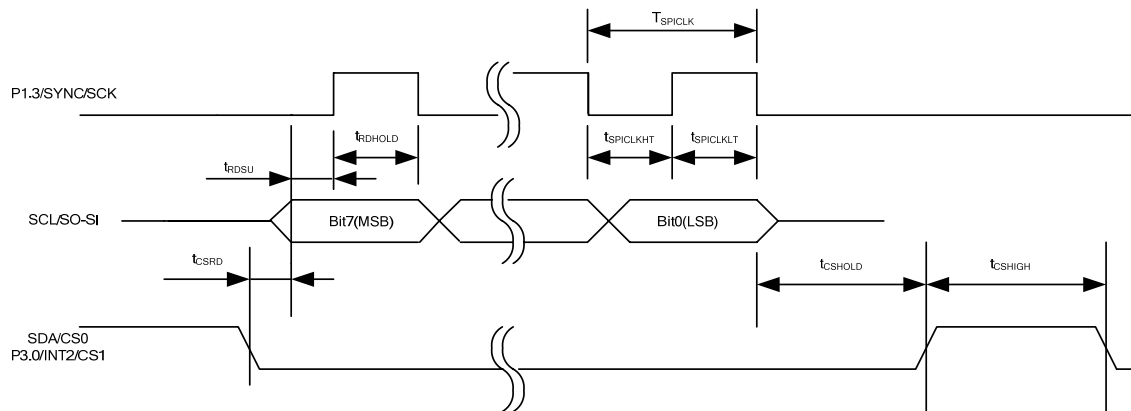 TSPICLK
P1.3/SYNC/SCK
tRDHOLD
tSPICLKHT
tSPICLKLT
tRDSU
SCL/SO-SI
Bit7(MSB)
Bit0(LSB)
tCSRD
tCSHOLD
tCSHIGH
SDA/CS0
P3.0/INT2/CS1